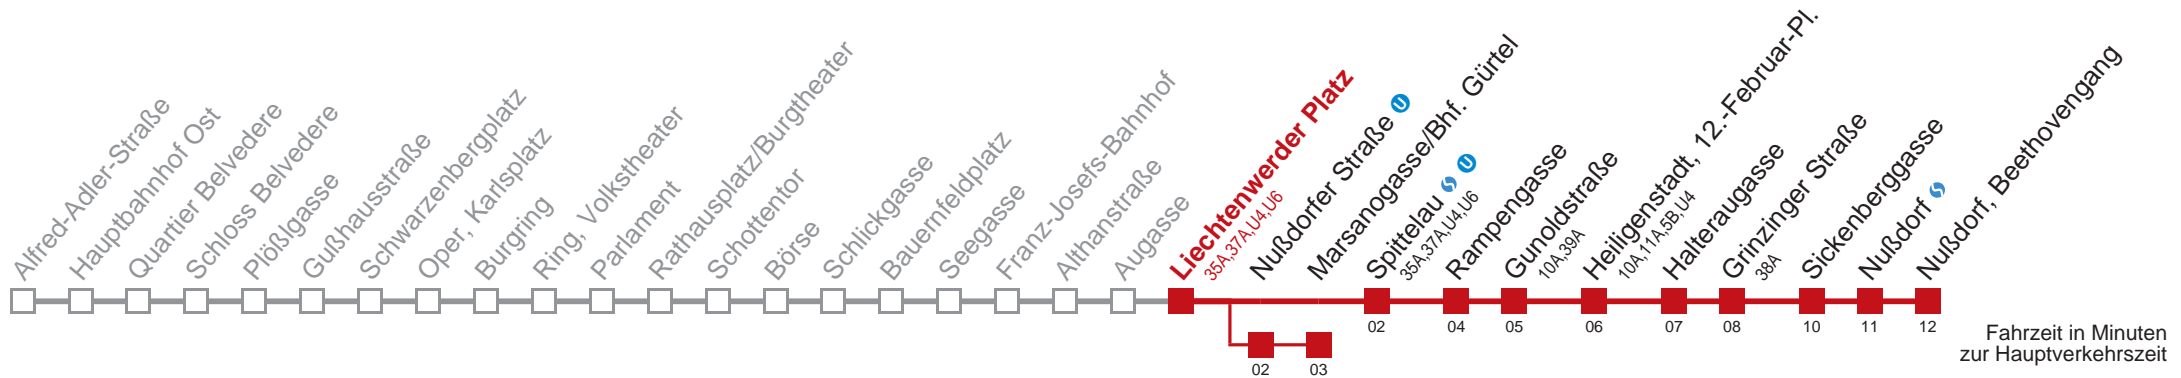 Alfred-Adler-Straße
Hauptbahnhof Ost
Quartier Belvedere
Schloss Belvedere
Plößlgasse
Gußhausstraße
Schwarzenbergplatz
Oper, Karlsplatz
Burgring
Ring, Volkstheater
Parlament
Rathausplatz/Burgtheater
Schottentor
Börse
Schlickgasse
Bauernfeldplatz
Seegasse
Franz-Josefs-Bahnhof
Althanstraße
Augasse
Liechtenwerder Platz
35A,37A,U4,U6
Nußdorfer Straße U
Marsanogasse/Bhf. Gürtel
Spittelau S U
35A,37A,U4,U6
Rampengasse
Gunoldstraße
10A,39A
Heiligenstadt, 12.-Februar-Pl.
10A,11A,5B,U4
Halteraugasse
Grinzinger Straße
38A
Sickenberggasse
Nußdorf S
Nußdorf, Beethovengang
02 04 05 06 07 08 10 11 12
02 03
Fahrzeit in Minuten
zur Hauptverkehrszeit